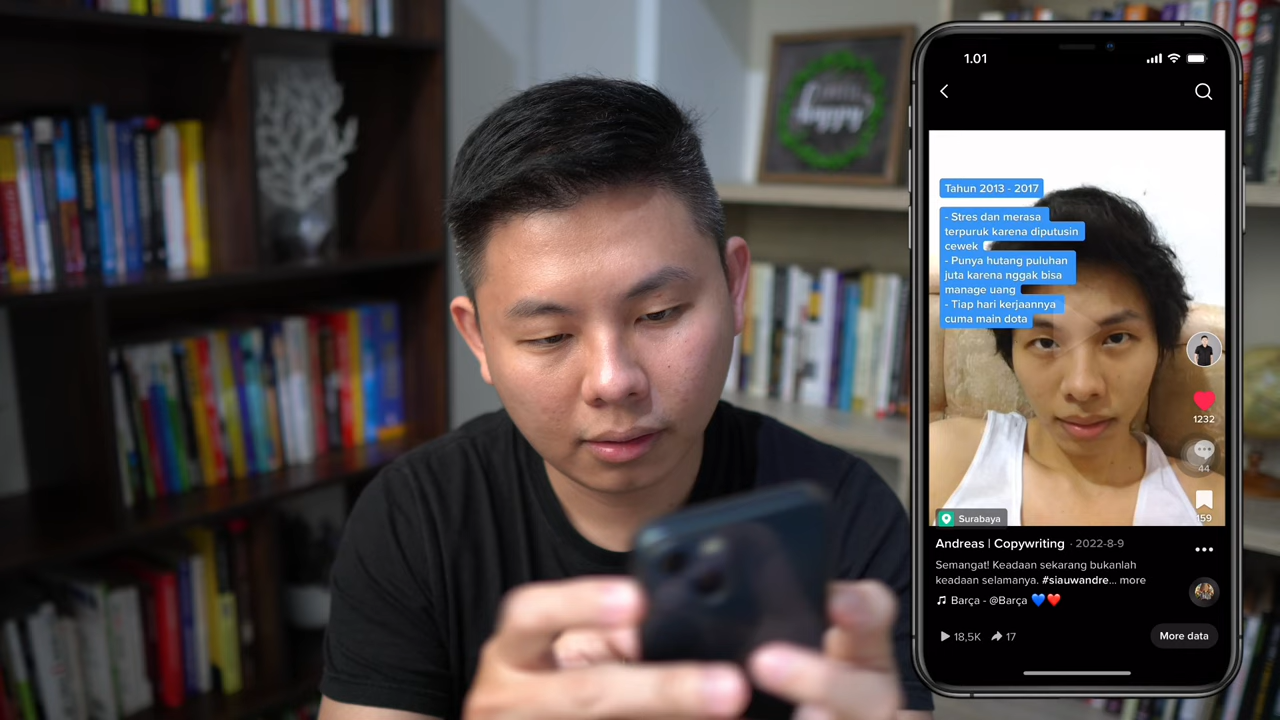 happy
1.01
Tahun 2013 - 2017
- Stres dan merasa
terpuruk karena diputusin
cewek
- Punya hutang puluhan
juta karena nggak bisa
manage uang
- Tiap hari kerjaannya
cuma main dota
1232
44
159
Surabaya
Andreas | Copywriting · 2022-8-9
Semangat! Keadaan sekarang bukanlah
keadaan selamanya. #siauwandre... more
Barça - @Barça 💙❤️
18,5K 17
More data